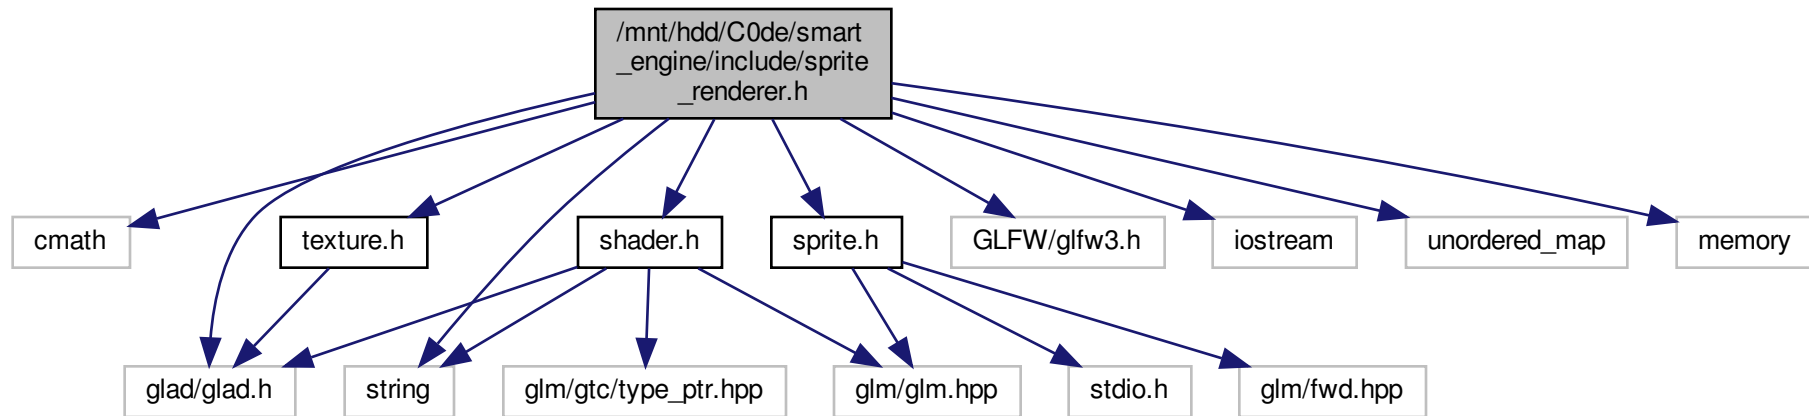 /mnt/hdd/C0de/smart
_engine/include/sprite
_renderer.h
cmath
texture.h
shader.h
sprite.h
GLFW/glfw3.h
iostream
unordered_map
memory
glad/glad.h
string
glm/gtc/type_ptr.hpp
glm/glm.hpp
stdio.h
glm/fwd.hpp